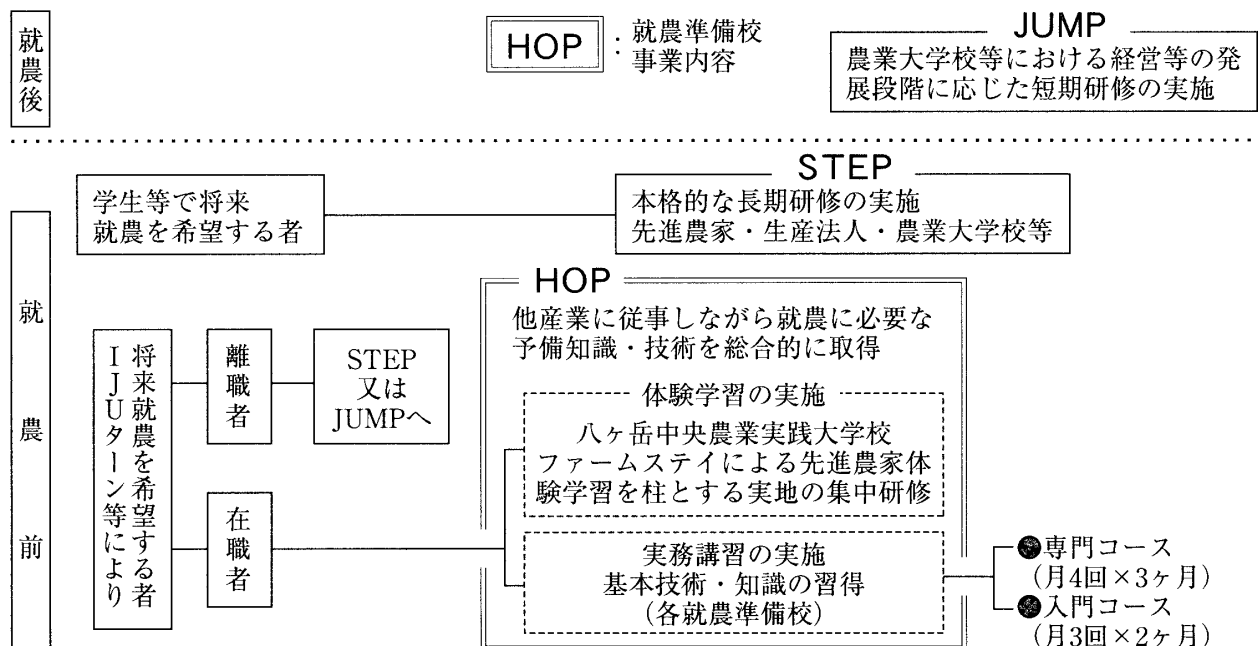 就農後
HOP
：就農準備校
事業内容
JUMP
農業大学校等における経営等の発
展段階に応じた短期研修の実施
就農前
学生等で将来
就農を希望する者
STEP
本格的な長期研修の実施
先進農家・生産法人・農業大学校等
将来就農を希望する者
IJUターン等により
離職者
STEP
又は
JUMPへ
在職者
HOP
他産業に従事しながら就農に必要な
予備知識・技術を総合的に取得
体験学習の実施
八ヶ岳中央農業実践大学校
ファームステイによる先進農家体
験学習を柱とする実地の集中研修
実務講習の実施
基本技術・知識の習得
(各就農準備校)
●専門コース
(月4回×3ヶ月)
●入門コース
(月3回×2ヶ月)